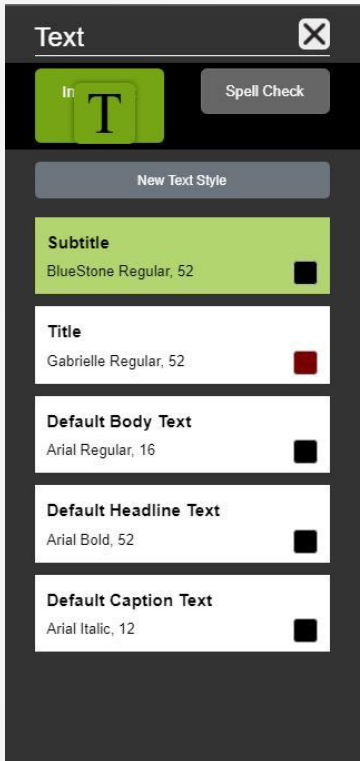 Text
T
Spell Check
New Text Style
Subtitle
BlueStone Regular, 52
Title
Gabrielle Regular, 52
Default Body Text
Arial Regular, 16
Default Headline Text
Arial Bold, 52
Default Caption Text
Arial Italic, 12